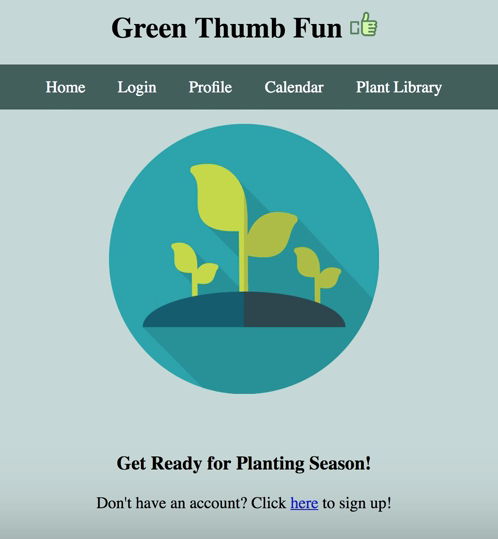 Green Thumb Fun
Home Login Profile Calendar Plant Library
Get Ready for Planting Season!
Don't have an account? Click here to sign up!